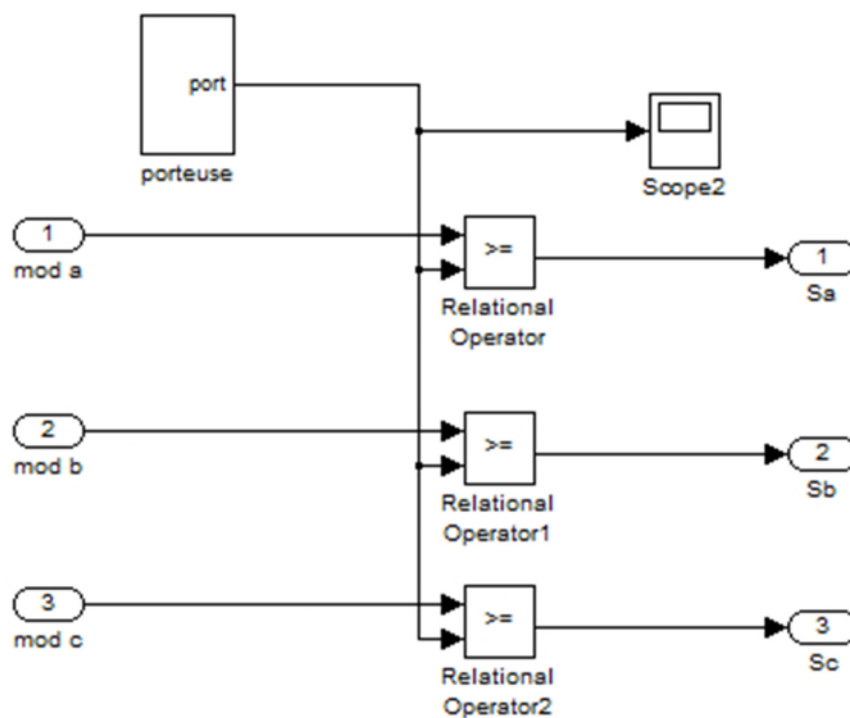 port
porteuse
Scope2
1
mod a
>=
Relational
Operator
1
Sa
2
mod b
>=
Relational
Operator1
2
Sb
3
mod c
>=
Relational
Operator2
3
Sc